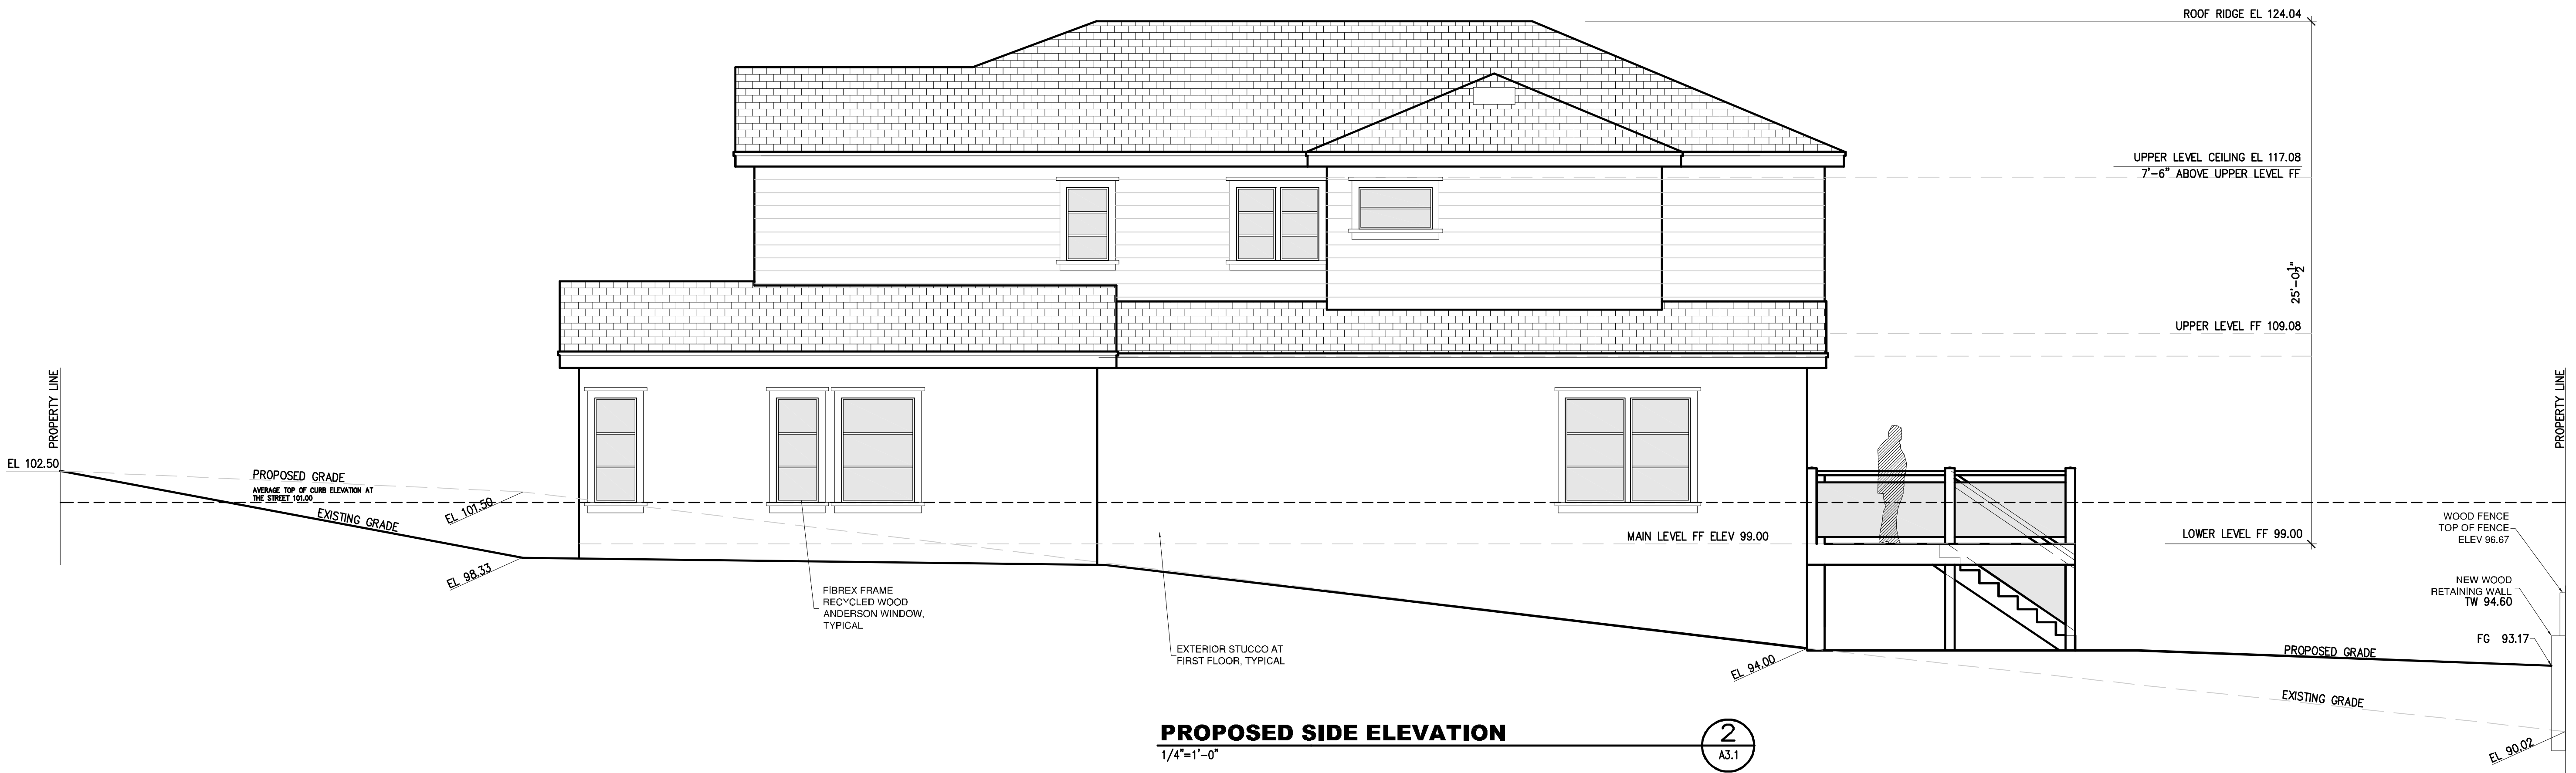 ROOF RIDGE EL 124.04
UPPER LEVEL CEILING EL 117.08
7'-6" ABOVE UPPER LEVEL FF
25'-0 1/2"
UPPER LEVEL FF 109.08
PROPERTY LINE
PROPERTY LINE
EL 102.50
PROPOSED GRADE
AVERAGE TOP OF CURB ELEVATION AT
THE STREET 101.00
EXISTING GRADE
EL 101.50
EL 98.33
MAIN LEVEL FF ELEV 99.00
LOWER LEVEL FF 99.00
WOOD FENCE
TOP OF FENCE
ELEV 96.67
NEW WOOD
RETAINING WALL
TW 94.60
FG 93.17
FIBREX FRAME
RECYCLED WOOD
ANDERSON WINDOW,
TYPICAL
EXTERIOR STUCCO AT
FIRST FLOOR, TYPICAL
EL 94.00
PROPOSED GRADE
EXISTING GRADE
EL 90.02
PROPOSED SIDE ELEVATION
1/4"=1'-0"
2
A3.1